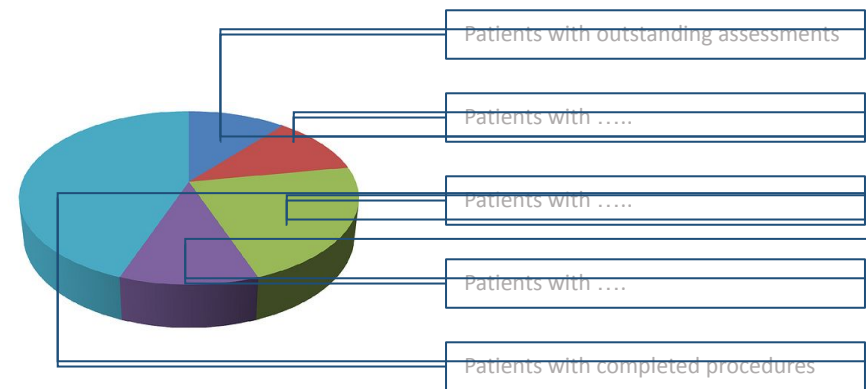 Patients with outstanding assessments
Patients with …..
Patients with …..
Patients with ….
Patients with completed procedures